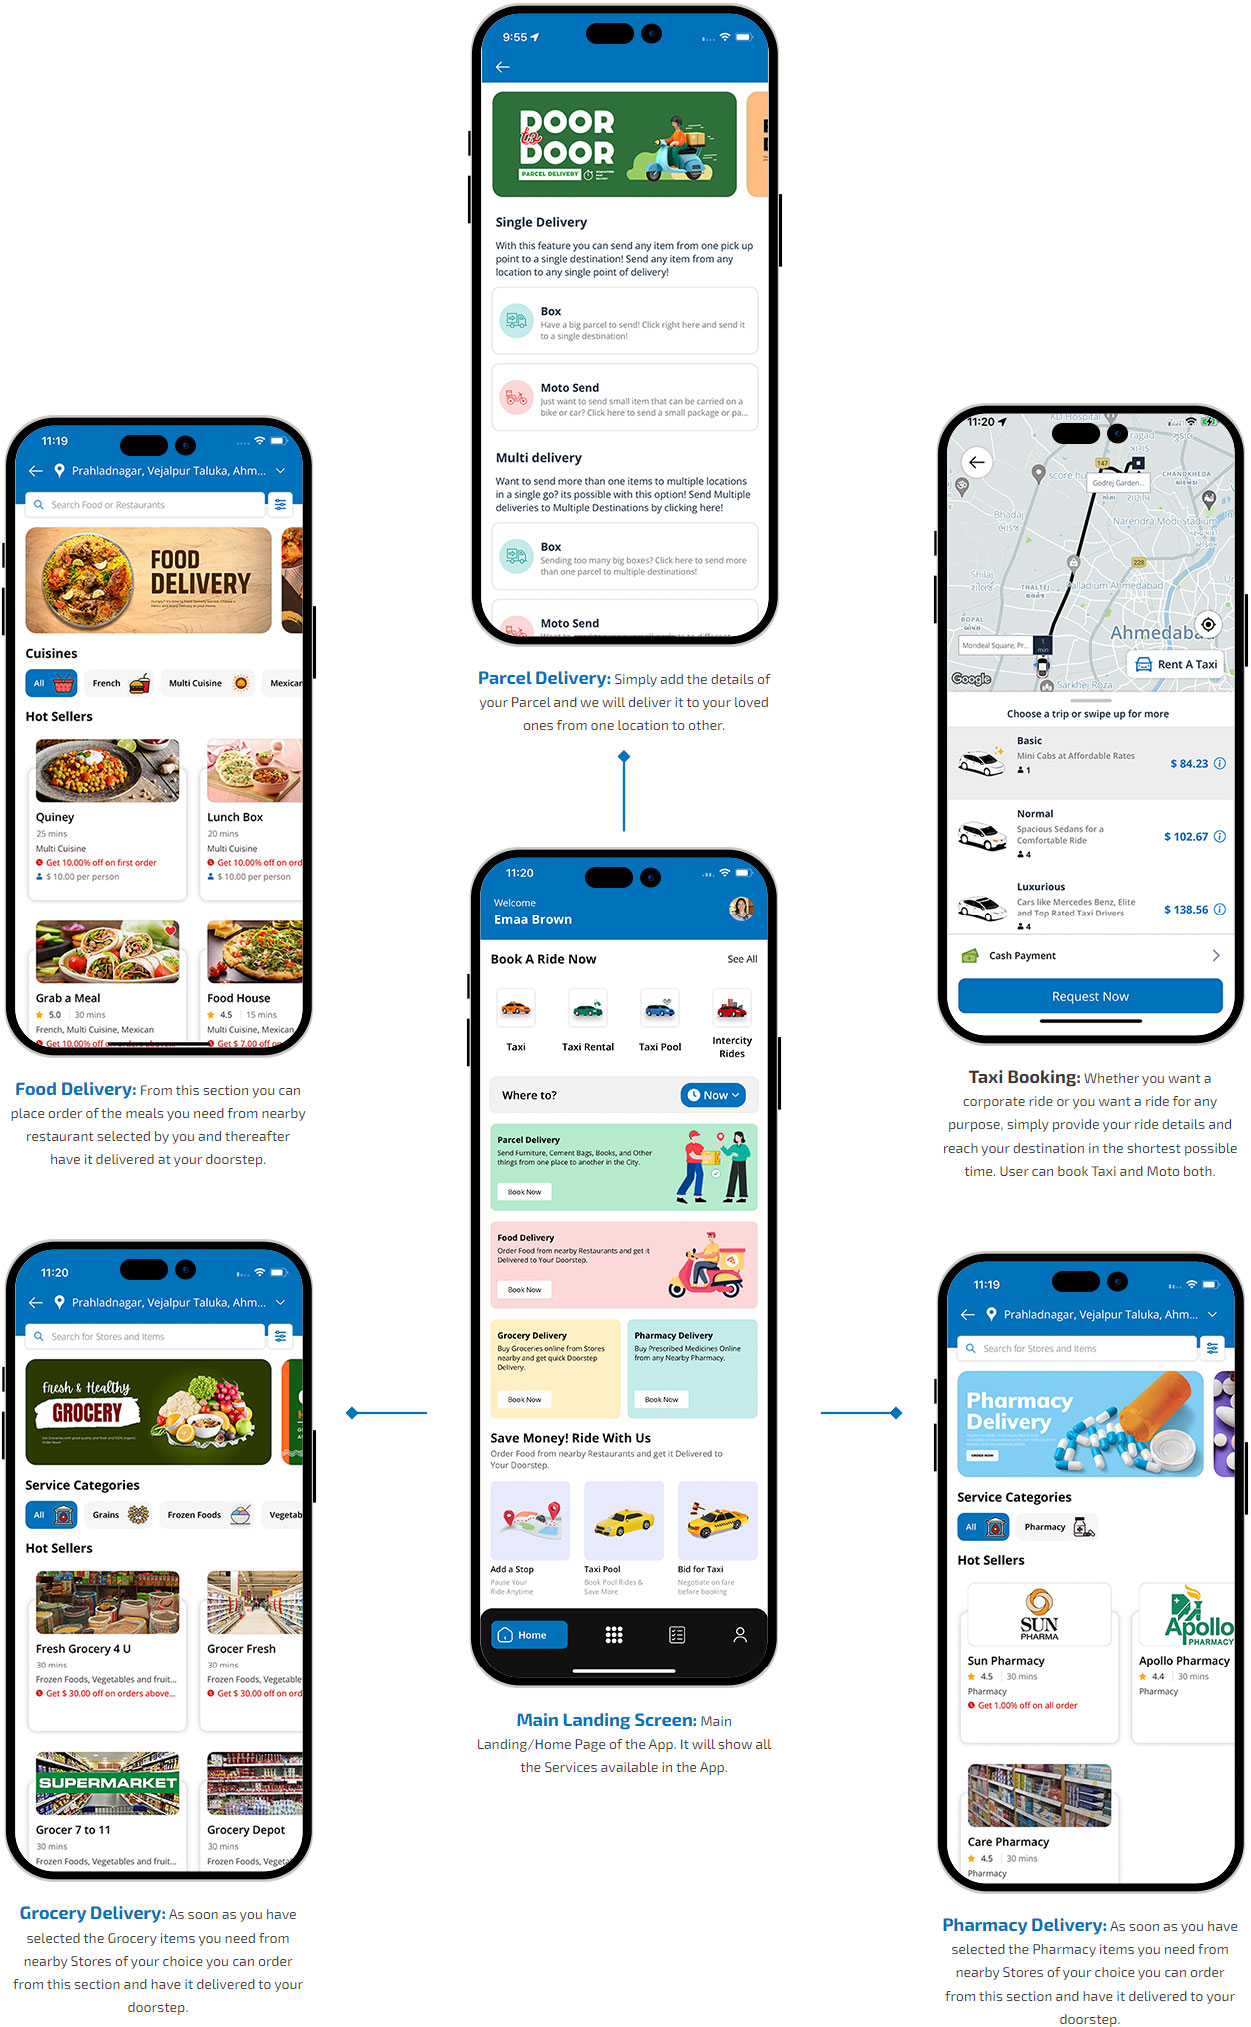 9:55
DOOR
to
DOOR
PARCEL DELIVERY
Single Delivery
With this feature you can send any item from one pick up
point to a single destination! Send any item from any
location to any single point of delivery!
Box
Have a big parcel to send! Click right here and send it
to a single destination!
Moto Send
Just want to send small item that can be carried on a
bike or car? Click here to send a small package or pa...
Multi delivery
Want to send more than one items to multiple locations
in a single go? its possible with this option! Send Multiple
deliveries to Multiple Destinations by clicking here!
Box
Sending too many big boxes? Click here to send more
than one parcel to multiple destinations!
Moto Send
Parcel Delivery: Simply add the details of
your Parcel and we will deliver it to your loved
ones from one location to other.
11:19
Prahladnagar, Vejalpur Taluka, Ahm...
Search Food or Restaurants
FOOD
DELIVERY
Cuisines
All
French
Multi Cuisine
Mexican
Hot Sellers
Quiney
25 mins
Multi Cuisine
Get 10.00% off on first order
$ 10.00 per person
Lunch Box
20 mins
Multi Cuisine
Get 10.00% off on ord
$ 10.00 per person
Grab a Meal
5.0 30 mins
French, Multi Cuisine, Mexican
Get 10.00% off on orders above...
Food House
4.5 15 mins
Multi Cuisine
Get $ 7.00 off on
Food Delivery: From this section you can
place order of the meals you need from nearby
restaurant selected by you and thereafter
have it delivered at your doorstep.
11:20
KD Hospital
147
Godrej Garden...
CHANDKHEDA
Bhadaj
Narendra Modi Stadium
228
Shilaj
THALTEJ
Palladium Ahmedabad
BOPAL
Ahmedabad
Mondeal Square, Pr...
1
min
Rent A Taxi
Google
Sarkhej Roza
Choose a trip or swipe up for more
Basic
Mini Cabs at Affordable Rates
1
$ 84.23
Normal
Spacious Sedans for a
Comfortable Ride
4
$ 102.67
Luxurious
Cars like Mercedes Benz, Elite
and Top Rated Taxi Drivers
4
$ 138.56
Cash Payment
Request Now
Taxi Booking: Whether you want a
corporate ride or you want a ride for any
purpose, simply provide your ride details and
reach your destination in the shortest possible
time. User can book Taxi and Moto both.
11:20
Welcome
Emaa Brown
Book A Ride Now
See All
Taxi
Taxi Rental
Taxi Pool
Intercity
Rides
Where to?
Now
Parcel Delivery
Send Furniture, Cement Bags, Books, and Other
things from one place to another in the City.
Book Now
Food Delivery
Order Food from nearby Restaurants and get it
Delivered to Your Doorstep.
Book Now
Grocery Delivery
Buy Groceries online from Stores
nearby and get quick Doorstep
Delivery.
Book Now
Pharmacy Delivery
Buy Prescribed Medicines Online
from any Nearby Pharmacy.
Book Now
Save Money! Ride With Us
Order Food from nearby Restaurants and get it Delivered to
Your Doorstep.
Add a Stop
Pause Your
Ride Anytime
Taxi Pool
Book Pool Rides &
Save More
Bid for Taxi
Negotiate on fare
before booking
Home
Main Landing Screen: Main
Landing/Home Page of the App. It will show all
the Services available in the App.
11:20
Prahladnagar, Vejalpur Taluka, Ahm...
Search for Stores and Items
Fresh & Healthy
GROCERY
Service Categories
All
Grains
Frozen Foods
Vegetab
Hot Sellers
Fresh Grocery 4 U
30 mins
Frozen Foods, Vegetables and fruit...
Get $ 30.00 off on orders above...
Grocer Fresh
30 mins
Frozen Foods, Vegetal
Get $ 30.00 off on ord
SUPERMARKET
Grocer 7 to 11
30 mins
Frozen Foods, Vegetables and fruit...
Grocery Depot
30 mins
Frozen Foods, Vegetal
Grocery Delivery: As soon as you have
selected the Grocery items you need from
nearby Stores of your choice you can order
from this section and have it delivered to your
doorstep.
11:19
Prahladnagar, Vejalpur Taluka, Ahm...
Search for Stores and Items
Pharmacy
Delivery
ORDER NOW
Service Categories
All
Pharmacy
Hot Sellers
SUN
PHARMA
Sun Pharmacy
4.5 30 mins
Pharmacy
Get 1.00% off on all order
Apollo
PHARMACY
Apollo Pharmacy
4.4 30 mins
Pharmacy
Care Pharmacy
4.5 30 mins
Pharmacy
Pharmacy Delivery: As soon as you have
selected the Pharmacy items you need from
nearby Stores of your choice you can order
from this section and have it delivered to your
doorstep.